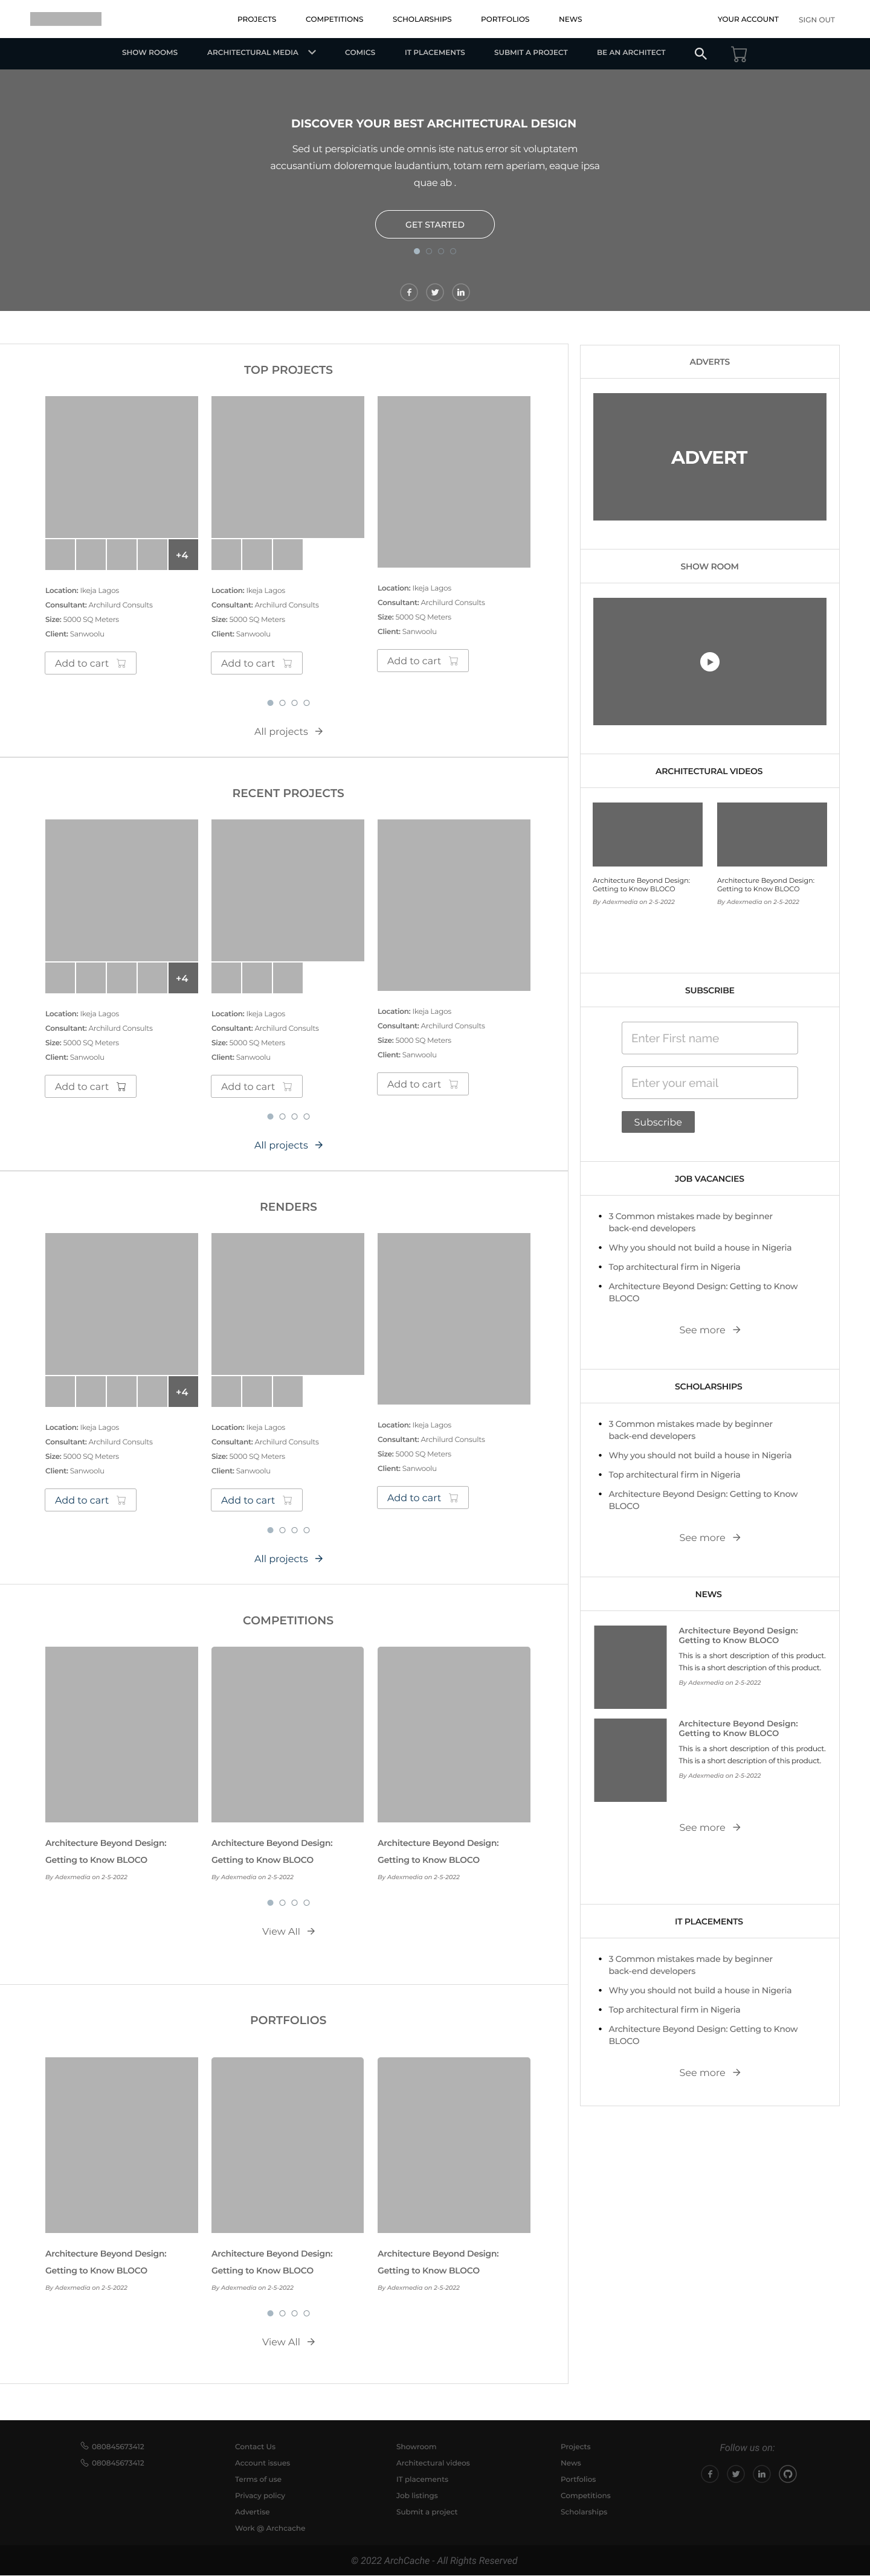 PROJECTS COMPETITIONS SCHOLARSHIPS PORTFOLIOS NEWS YOUR ACCOUNT SIGN OUT
SHOW ROOMS ARCHITECTURAL MEDIA COMICS IT PLACEMENTS SUBMIT A PROJECT BE AN ARCHITECT
DISCOVER YOUR BEST ARCHITECTURAL DESIGN
Sed ut perspiciatis unde omnis iste natus error sit voluptatem
accusantium doloremque laudantium, totam rem aperiam, eaque ipsa
quae ab .
GET STARTED
TOP PROJECTS
+4
Location: Ikeja Lagos
Consultant: Archilurd Consults
Size: 5000 SQ Meters
Client: Sanwoolu
Add to cart
Location: Ikeja Lagos
Consultant: Archilurd Consults
Size: 5000 SQ Meters
Client: Sanwoolu
Add to cart
Location: Ikeja Lagos
Consultant: Archilurd Consults
Size: 5000 SQ Meters
Client: Sanwoolu
Add to cart
All projects
RECENT PROJECTS
+4
Location: Ikeja Lagos
Consultant: Archilurd Consults
Size: 5000 SQ Meters
Client: Sanwoolu
Add to cart
Location: Ikeja Lagos
Consultant: Archilurd Consults
Size: 5000 SQ Meters
Client: Sanwoolu
Add to cart
Location: Ikeja Lagos
Consultant: Archilurd Consults
Size: 5000 SQ Meters
Client: Sanwoolu
Add to cart
All projects
RENDERS
+4
Location: Ikeja Lagos
Consultant: Archilurd Consults
Size: 5000 SQ Meters
Client: Sanwoolu
Add to cart
Location: Ikeja Lagos
Consultant: Archilurd Consults
Size: 5000 SQ Meters
Client: Sanwoolu
Add to cart
Location: Ikeja Lagos
Consultant: Archilurd Consults
Size: 5000 SQ Meters
Client: Sanwoolu
Add to cart
All projects
COMPETITIONS
Architecture Beyond Design:
Getting to Know BLOCO
By Adexmedia on 2-5-2022
Architecture Beyond Design:
Getting to Know BLOCO
By Adexmedia on 2-5-2022
Architecture Beyond Design:
Getting to Know BLOCO
By Adexmedia on 2-5-2022
View All
PORTFOLIOS
Architecture Beyond Design:
Getting to Know BLOCO
By Adexmedia on 2-5-2022
Architecture Beyond Design:
Getting to Know BLOCO
By Adexmedia on 2-5-2022
Architecture Beyond Design:
Getting to Know BLOCO
By Adexmedia on 2-5-2022
View All
ADVERTS
ADVERT
SHOW ROOM
ARCHITECTURAL VIDEOS
Architecture Beyond Design:
Getting to Know BLOCO
By Adexmedia on 2-5-2022
Architecture Beyond Design:
Getting to Know BLOCO
By Adexmedia on 2-5-2022
SUBSCRIBE
Enter First name
Enter your email
Subscribe
JOB VACANCIES
• 3 Common mistakes made by beginner
back-end developers
• Why you should not build a house in Nigeria
• Top architectural firm in Nigeria
• Architecture Beyond Design: Getting to Know
BLOCO
See more
SCHOLARSHIPS
• 3 Common mistakes made by beginner
back-end developers
• Why you should not build a house in Nigeria
• Top architectural firm in Nigeria
• Architecture Beyond Design: Getting to Know
BLOCO
See more
NEWS
Architecture Beyond Design:
Getting to Know BLOCO
This is a short description of this product.
This is a short description of this product.
By Adexmedia on 2-5-2022
Architecture Beyond Design:
Getting to Know BLOCO
This is a short description of this product.
This is a short description of this product.
By Adexmedia on 2-5-2022
See more
IT PLACEMENTS
• 3 Common mistakes made by beginner
back-end developers
• Why you should not build a house in Nigeria
• Top architectural firm in Nigeria
• Architecture Beyond Design: Getting to Know
BLOCO
See more
080845673412
080845673412
Contact Us
Account issues
Terms of use
Privacy policy
Advertise
Work @ Archcache
Showroom
Architectural videos
IT placements
Job listings
Submit a project
Projects
News
Portfolios
Competitions
Scholarships
Follow us on:
© 2022 ArchCache - All Rights Reserved